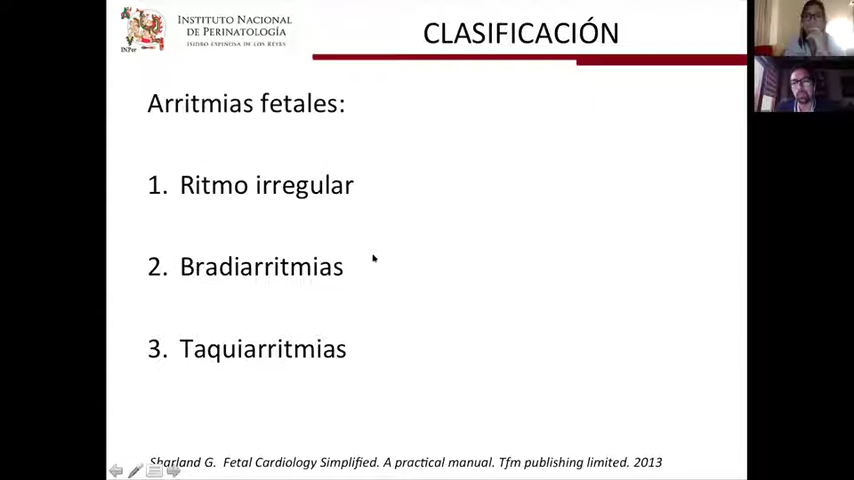 INSTITUTO NACIONAL
DE PERINATOLOGÍA
ISIDRO ESPINOSA DE LOS REYES
INPer
CLASIFICACIÓN
Arritmias fetales:
1. Ritmo irregular
2. Bradiarritmias
3. Taquiarritmias
Sharland G. Fetal Cardiology Simplified. A practical manual. Tfm publishing limited. 2013